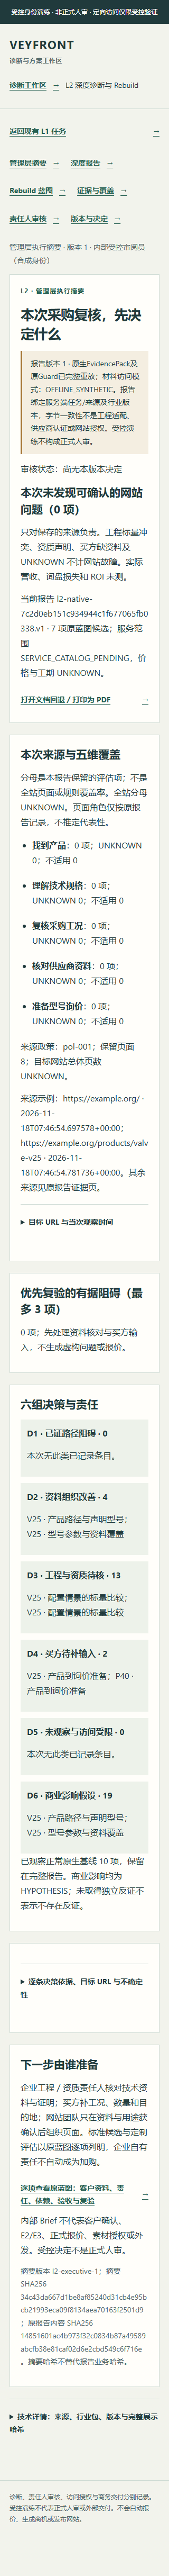 受控身份演练 · 非正式人审 · 定向访问仅限受控验证
VEYFRONT
诊断与方案工作区
诊断工作区 → L2 深度诊断与 Rebuild
返回现有 L1 任务 →
管理层摘要 → 深度报告 →
Rebuild 蓝图 → 证据与覆盖 →
责任人审核 → 版本与决定 →
管理层执行摘要 · 版本 1 · 内部受控审阅员
（合成身份）
L2 · 管理层执行摘要
本次采购复核，先决
定什么
报告版本 1 · 原生EvidencePack及
原Guard已完整重放；材料访问模
式：OFFLINE_SYNTHETIC。报告
绑定服务端任务/来源及行业版
本，字节一致性不是工程适配、
供应商认证或网站授权。受控演
练不构成正式人审。
审核状态：尚无本版本决定
本次未发现可确认的网站
问题（0 项）
只对保存的来源负责。工程标量冲
突、资质声明、买方缺资料及
UNKNOWN 不计网站故障。实际
营收、询盘损失和 ROI 未测。
当前报告 l2-native-
7c2d0eb151c934944c1f677065fb0
338.v1 · 7 项原蓝图候选；服务范
围
SERVICE_CATALOG_PENDING，价
格与工期 UNKNOWN。
打开文档回退 / 打印为 PDF →
本次来源与五维覆盖
分母是本报告保留的评估项；不是
全站页面或规则覆盖率。全站分母
UNKNOWN。页面角色仅按原报
告记录，不推定代表性。
• 找到产品：0 项；UNKNOWN
0；不适用 0
• 理解技术规格：0 项；
UNKNOWN 0；不适用 0
• 复核采购工况：0 项；
UNKNOWN 0；不适用 0
• 核对供应商资料：0 项；
UNKNOWN 0；不适用 0
• 准备型号询价：0 项；
UNKNOWN 0；不适用 0
来源政策：pol-001；保留页面
8；目标网站总体页数
UNKNOWN。
来源示例：https://example.org/ ·
2026-11-
18T07:46:54.697578+00:00；
https://example.org/products/valv
e-v25 · 2026-11-
18T07:46:54.781736+00:00。其余
来源见原报告证据页。
▶ 目标 URL 与当次观察时间
优先复验的有据阻碍（最
多 3 项）
0 项；先处理资料核对与买方输
入，不生成虚构问题或报价。
六组决策与责任
D1 · 已证路径阻碍 · 0
本次无此类已记录条目。
D2 · 资料组织改善 · 4
V25 · 产品路径与声明型号；
V25 · 型号参数与资料覆盖
D3 · 工程与资质待核 · 13
V25 · 配置情景的标量比较；
V25 · 配置情景的标量比较
D4 · 买方待补输入 · 2
V25 · 产品到询价准备；P40 ·
产品到询价准备
D5 · 未观察与访问受限 · 0
本次无此类已记录条目。
D6 · 商业影响假设 · 19
V25 · 产品路径与声明型号；
V25 · 型号参数与资料覆盖
已观察正常原生基线 10 项，保留
在完整报告。商业影响均为
HYPOTHESIS；未取得独立反证不
表示不存在反证。
▶ 逐条决策依据、目标 URL 与不确定
性
下一步由谁准备
企业工程 / 资质责任人核对技术资
料与证明；买方补工况、数量和目
的地；网站团队只在资料与用途获
确认后组织页面。标准候选与定制
评估以原蓝图逐项列明，企业自有
责任不自动成为加购。
逐项查看原蓝图：客户资料、责
任、依赖、验收与复验 →
内部 Brief 不代表客户确认、
E2/E3、正式报价、素材授权或外
发。受控决定不是正式人审。
摘要版本 l2-executive-1；摘要
SHA256
34c43da667d1be8af85240d31cb4e95b
cb21993eca09f8134aea70163f2501d9
；原报告内容 SHA256
14851601ac4b973f32c0834b87a49589
abcfb38e81caf02d6e2cbd549c6f716e
。摘要哈希不替代报告业务哈希。
▶ 技术详情：来源、行业包、版本与完整展示
哈希
诊断、责任人审核、访问授权与商务交付分别记录。
受控演练不代表正式人审或外部交付。不会自动报
价、生成商机或发布网站。